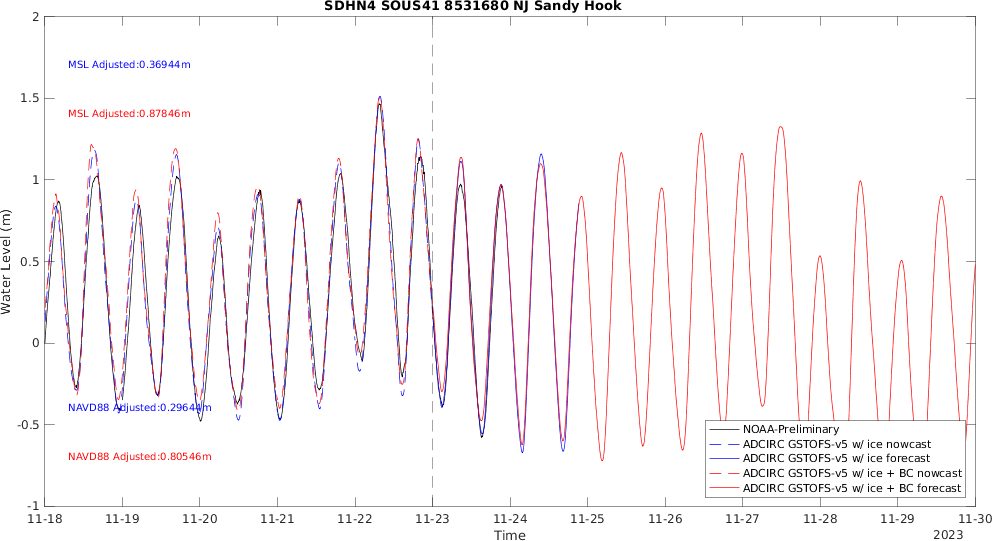 SDHN4 SOUS41 8531680 NJ Sandy Hook
2
MSL Adjusted:0.36944m
1.5
MSL Adjusted:0.87846m
1
Water Level (m)
0.5
0
NAVD88 Adjusted:0.29644m
-0.5
NAVD88 Adjusted:0.80546m
-1
NOAA-Preliminary
ADCIRC GSTOFS-v5 w/ ice nowcast
ADCIRC GSTOFS-v5 w/ ice forecast
ADCIRC GSTOFS-v5 w/ ice + BC nowcast
ADCIRC GSTOFS-v5 w/ ice + BC forecast
11-18 11-19 11-20 11-21 11-22 11-23 11-24 11-25 11-26 11-27 11-28 11-29 11-30
Time
2023